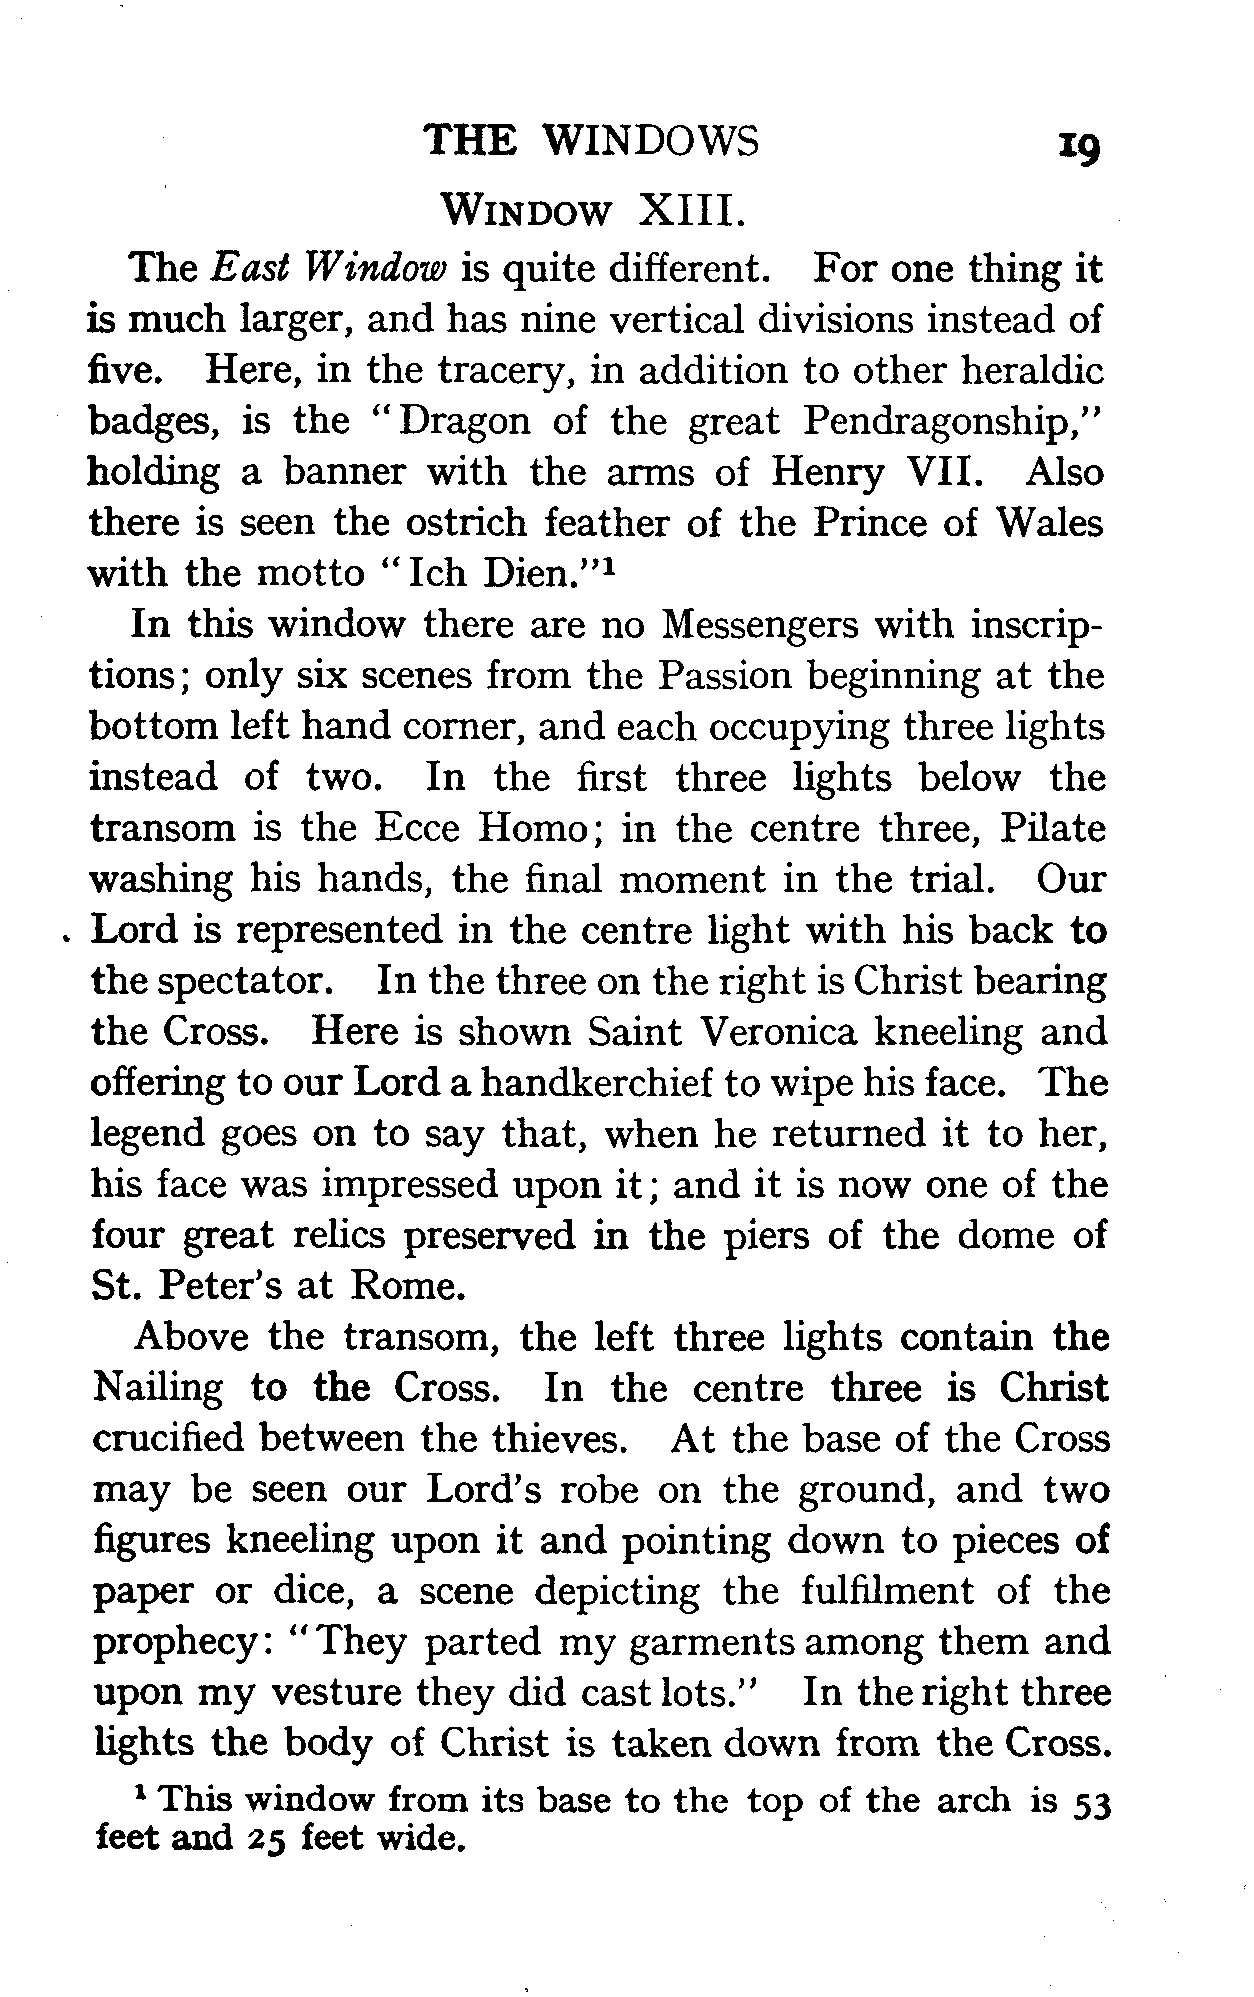 THE WINDOWS 19
WINDOW XIII.
The East Window is quite different. For one thing it
is much larger, and has nine vertical divisions instead of
five. Here, in the tracery, in addition to other heraldic
badges, is the "Dragon of the great Pendragonship,"
holding a banner with the arms of Henry VII. Also
there is seen the ostrich feather of the Prince of Wales
with the motto "Ich Dien."¹
In this window there are no Messengers with inscrip-
tions; only six scenes from the Passion beginning at the
bottom left hand corner, and each occupying three lights
instead of two. In the first three lights below the
transom is the Ecce Homo; in the centre three, Pilate
washing his hands, the final moment in the trial. Our
Lord is represented in the centre light with his back to
the spectator. In the three on the right is Christ bearing
the Cross. Here is shown Saint Veronica kneeling and
offering to our Lord a handkerchief to wipe his face. The
legend goes on to say that, when he returned it to her,
his face was impressed upon it; and it is now one of the
four great relics preserved in the piers of the dome of
St. Peter's at Rome.
Above the transom, the left three lights contain the
Nailing to the Cross. In the centre three is Christ
crucified between the thieves. At the base of the Cross
may be seen our Lord's robe on the ground, and two
figures kneeling upon it and pointing down to pieces of
paper or dice, a scene depicting the fulfilment of the
prophecy: "They parted my garments among them and
upon my vesture they did cast lots." In the right three
lights the body of Christ is taken down from the Cross.
¹ This window from its base to the top of the arch is 53
feet and 25 feet wide.